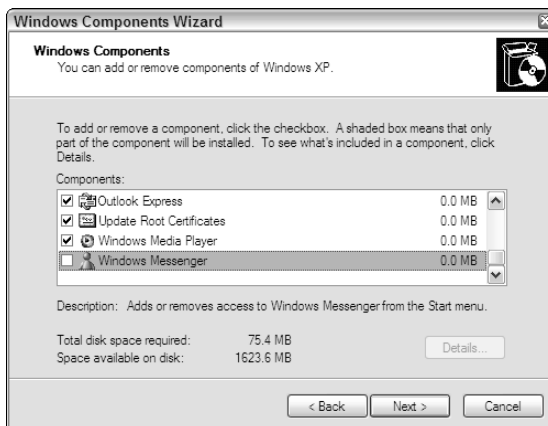 Windows Components Wizard
Windows Components
You can add or remove components of Windows XP.
To add or remove a component, click the checkbox. A shaded box means that only
part of the component will be installed. To see what's included in a component, click
Details.
Components:
Outlook Express 0.0 MB
Update Root Certificates 0.0 MB
Windows Media Player 0.0 MB
Windows Messenger 0.0 MB
Description: Adds or removes access to Windows Messenger from the Start menu.
Total disk space required: 75.4 MB
Space available on disk: 1623.6 MB
Details...
< Back Next > Cancel